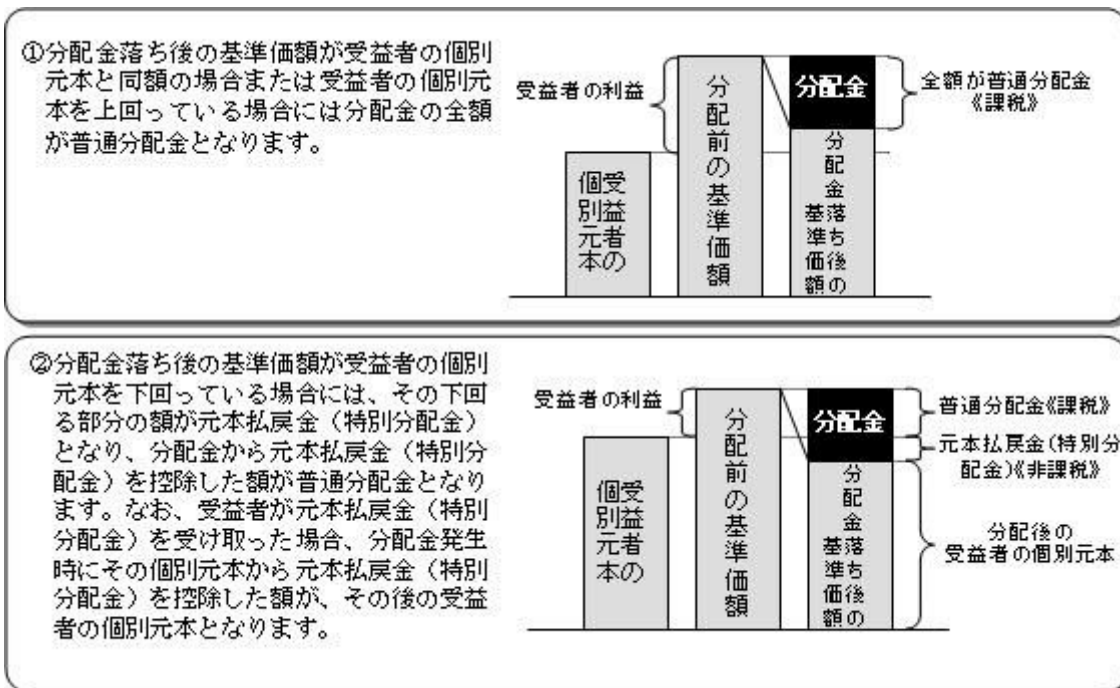 ①分配金落ち後の基準価額が受益者の個別
元本と同額の場合または受益者の個別元
本を上回っている場合には分配金の全額
が普通分配金となります。
受益者の利益
受益者の
個別元本
分配前の基準価額
分配金
分配金落ち後の
基準価額
全額が普通分配金
《課税》
②分配金落ち後の基準価額が受益者の個別
元本を下回っている場合には、その下回
る部分の額が元本払戻金（特別分配金）
となり、分配金から元本払戻金（特別分
配金）を控除した額が普通分配金となり
ます。なお、受益者が元本払戻金（特別
分配金）を受け取った場合、分配金発生
時にその個別元本から元本払戻金（特別
分配金）を控除した額が、その後の受益
者の個別元本となります。
受益者の利益
受益者の
個別元本
分配前の基準価額
分配金
分配金落ち後の
基準価額
普通分配金《課税》
元本払戻金(特別分
配金)《非課税》
分配後の
受益者の個別元本